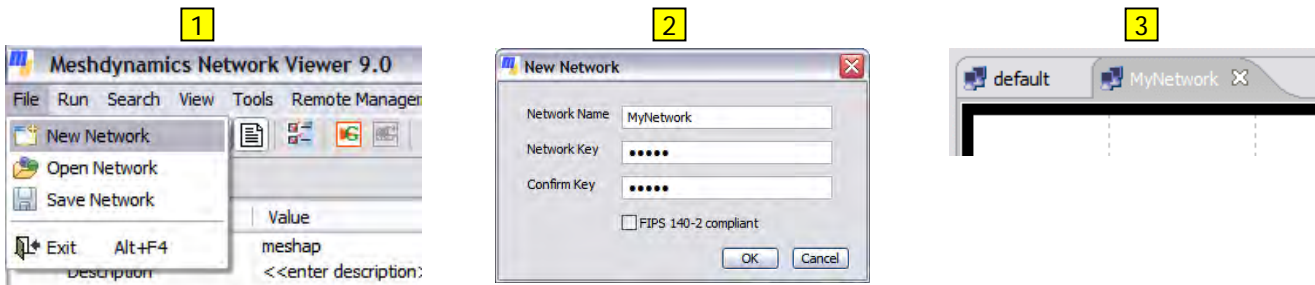 1
Meshdynamics Network Viewer 9.0
File Run Search View Tools Remote
New Network
Open Network
Save Network
Exit Alt+F4
Value
meshap
Description <<enter description>
2
New Network
Network Name MyNetwork
Network Key •••••
Confirm Key •••••
FIPS 140-2 compliant
OK Cancel
3
default MyNetwork